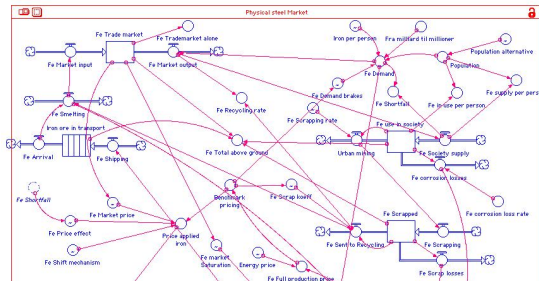 Physical steel Market
Fe Trade market
Fe Trademarket alone
Iron per person
Fra milliard til millioner
Population alternative
Fe Market input
Fe Market output
Fe Demand
Population
Fe Demand brakes
Fe supply per pers
Fe Smelting
Fe Recycling rate
Fe Shortfall
Fe in use per person
Iron ore in transport
Fe Scrapping rate
Fe use in society
Fe Arrival
Fe Shipping
Fe Total above ground
Urban mining
Fe Society supply
Fe corrosion losses
Fe Shortfall
Benchmark
pricing
Fe Scrap koeff
Fe Market price
Fe corrosion loss rate
Fe Scrapped
Fe Price effect
Price applied
iron
Fe Sent to Recycling
Fe Scrapping
Fe Shift mechanism
Fe market
Saturation
Energy price
Fe Full production price
Fe Scrap losses